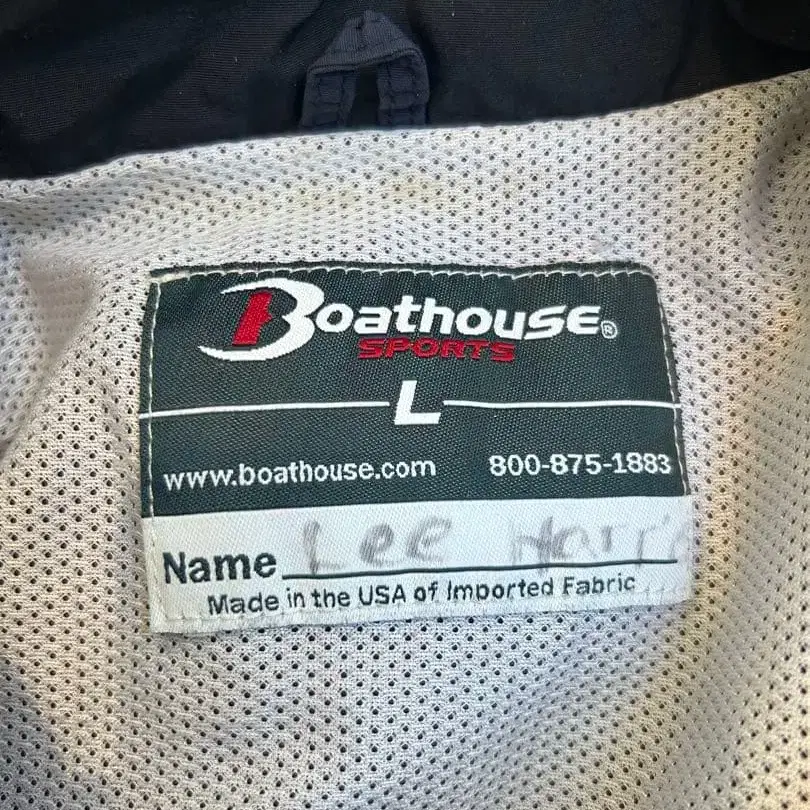 Boathouse®
SPORTS
L
www.boathouse.com 800-875-1883
Name Lee
Made in the USA of Imported Fabric